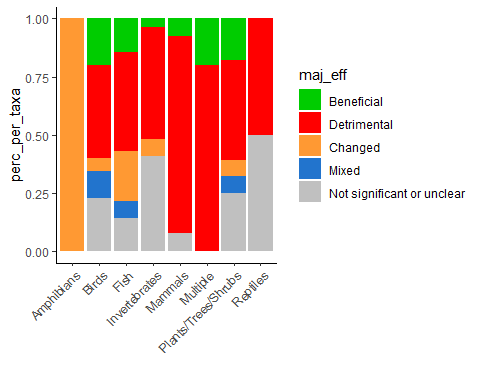 perc_per_taxa
1.00
0.75
0.50
0.25
0.00
Amphibians
Birds
Fish
Invertebrates
Mammals
Multiple
Plants/Trees/Shrubs
Reptiles
maj_eff
Beneficial
Detrimental
Changed
Mixed
Not significant or unclear